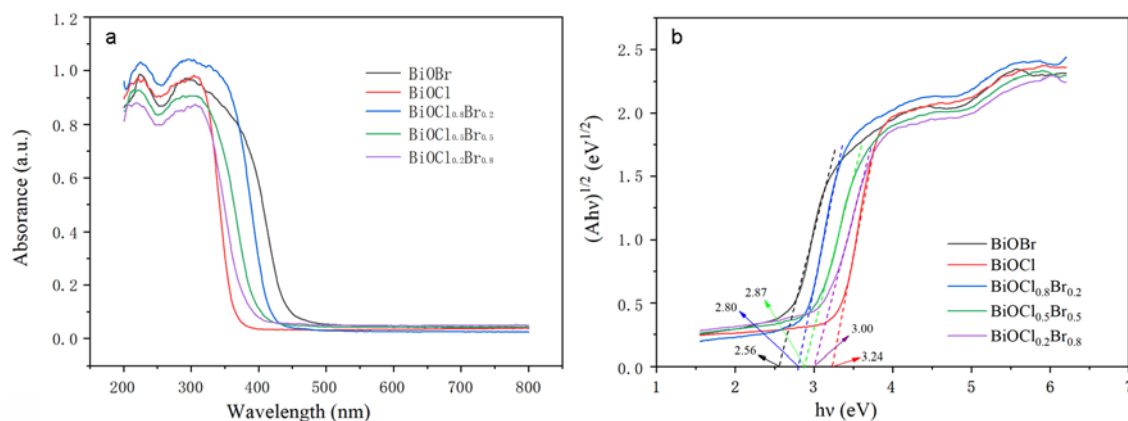 a
1.2
1.0
0.8
0.6
0.4
0.2
0.0
Absorance (a.u.)
200 300 400 500 600 700 800
Wavelength (nm)
BiOBr
BiOCl
BiOCl0.8Br0.2
BiOCl0.5Br0.5
BiOCl0.2Br0.8
b
2.5
2.0
1.5
1.0
0.5
0.0
(Ahν)1/2 (eV1/2)
1 2 3 4 5 6 7
hν (eV)
2.87
2.80
2.56
3.00
3.24
BiOBr
BiOCl
BiOCl0.8Br0.2
BiOCl0.5Br0.5
BiOCl0.2Br0.8